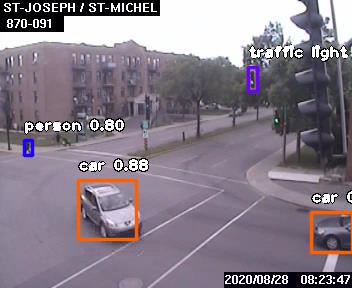 ST-JOSEPH / ST-MICHEL
870-091
traffic light
person 0.80
car 0.88
car
2020/08/28 08:23:47